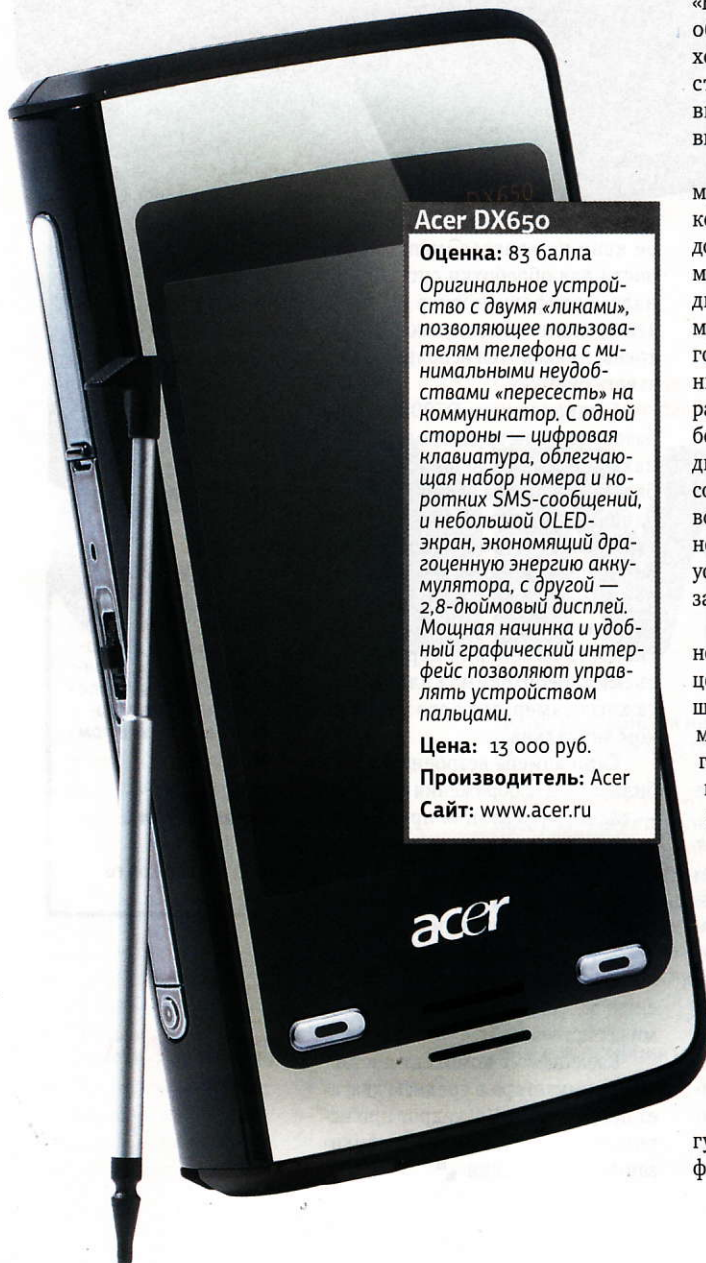 DX650
Acer DX650
Оценка: 83 балла
Оригинальное устрой-
ство с двумя «ликами»,
позволяющее пользова-
телям телефона с ми-
нимальными неудоб-
ствами «пересесть» на
коммуникатор. С одной
стороны — цифровая
клавиатура, облегчаю-
щая набор номера и ко-
ротких SMS-сообщений,
и небольшой OLED-
экран, экономящий дра-
гоценную энергию акку-
мулятора, с другой —
2,8-дюймовый дисплей.
Мощная начинка и удоб-
ный графический интер-
фейс позволяют управ-
лять устройством
пальцами.
Цена: 13 000 руб.
Производитель: Acer
Сайт: www.acer.ru
acer